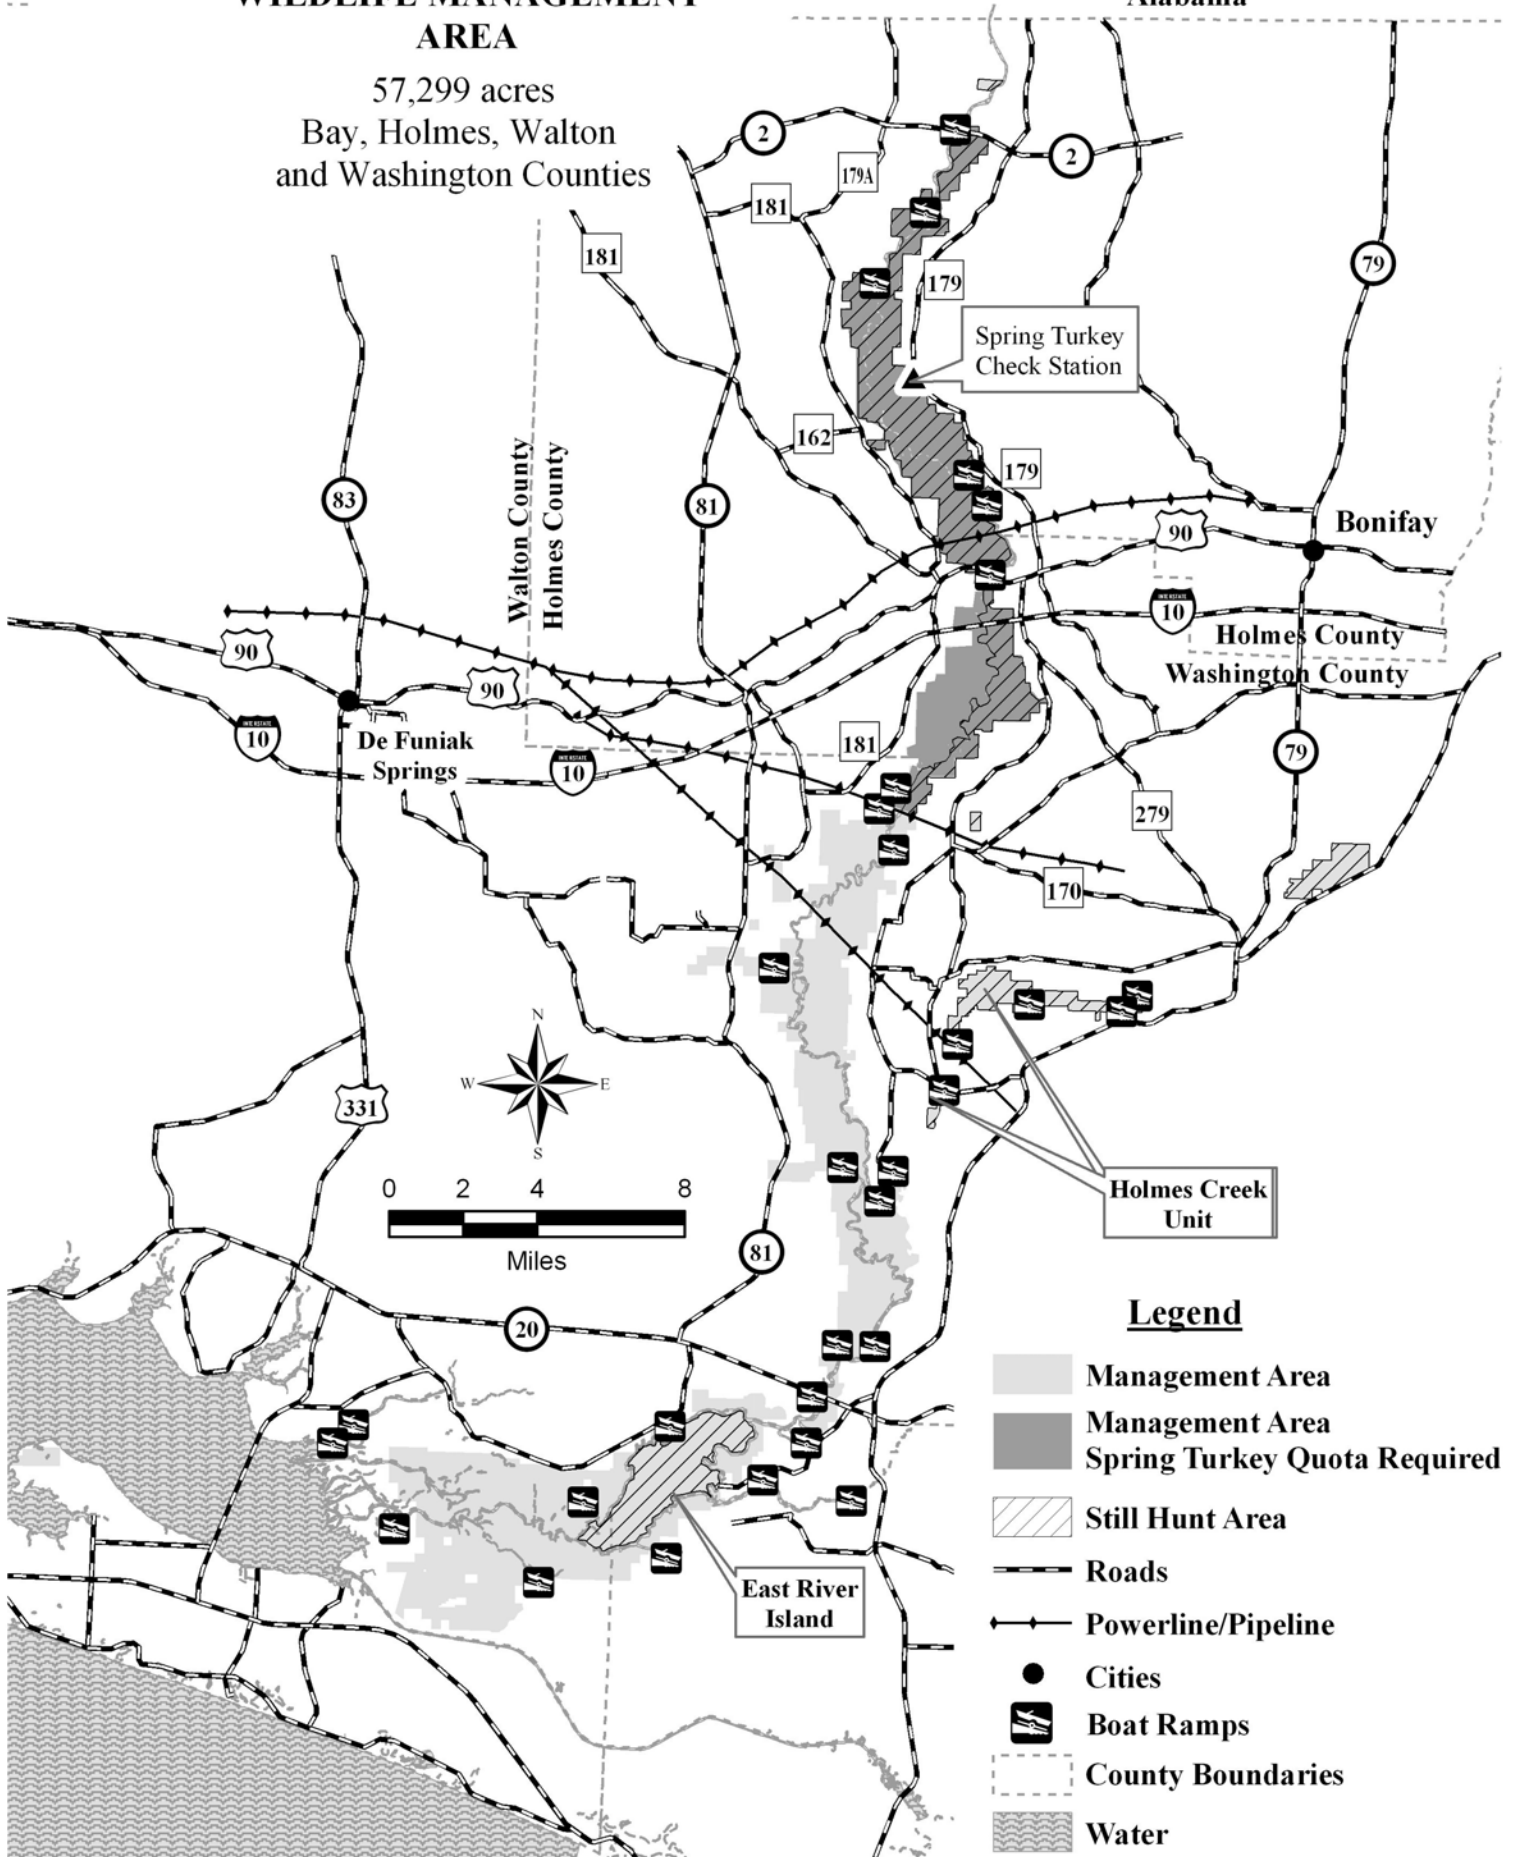 WILDLIFE MANAGEMENT
AREA
57,299 acres
Bay, Holmes, Walton
and Washington Counties
Alabama
2
2
179A
181
181
79
179
Spring Turkey
Check Station
162
179
83
81
Walton County
Holmes County
90
Bonifay
INTERSTATE
10
Holmes County
Washington County
90
90
INTERSTATE
10
De Funiak
Springs
INTERSTATE
10
181
79
279
170
N
W
E
S
331
0
2
4
8
Miles
Holmes Creek
Unit
81
20
East River
Island
Legend
Management Area
Management Area
Spring Turkey Quota Required
Still Hunt Area
Roads
Powerline/Pipeline
Cities
Boat Ramps
County Boundaries
Water